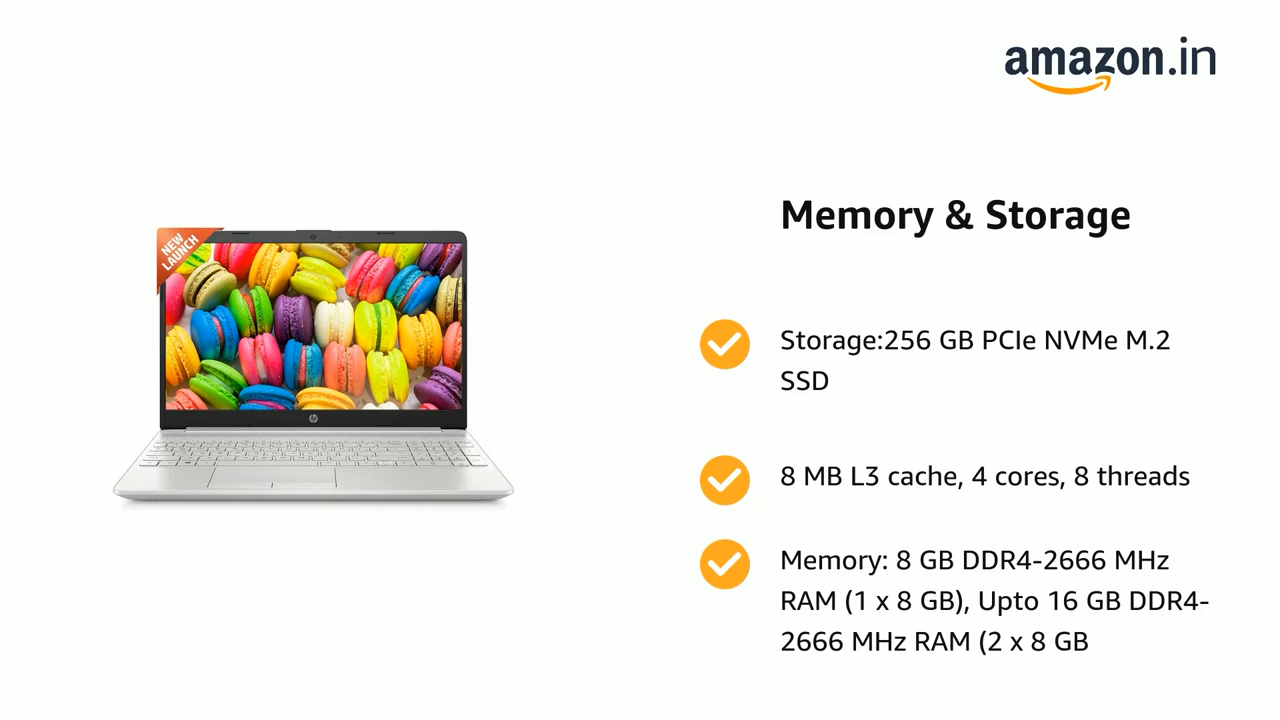 amazon.in
Memory & Storage
NEW
LAUNCH
Storage:256 GB PCIe NVMe M.2
SSD
8 MB L3 cache, 4 cores, 8 threads
Memory: 8 GB DDR4-2666 MHz
RAM (1 x 8 GB), Upto 16 GB DDR4-
2666 MHz RAM (2 x 8 GB
hp